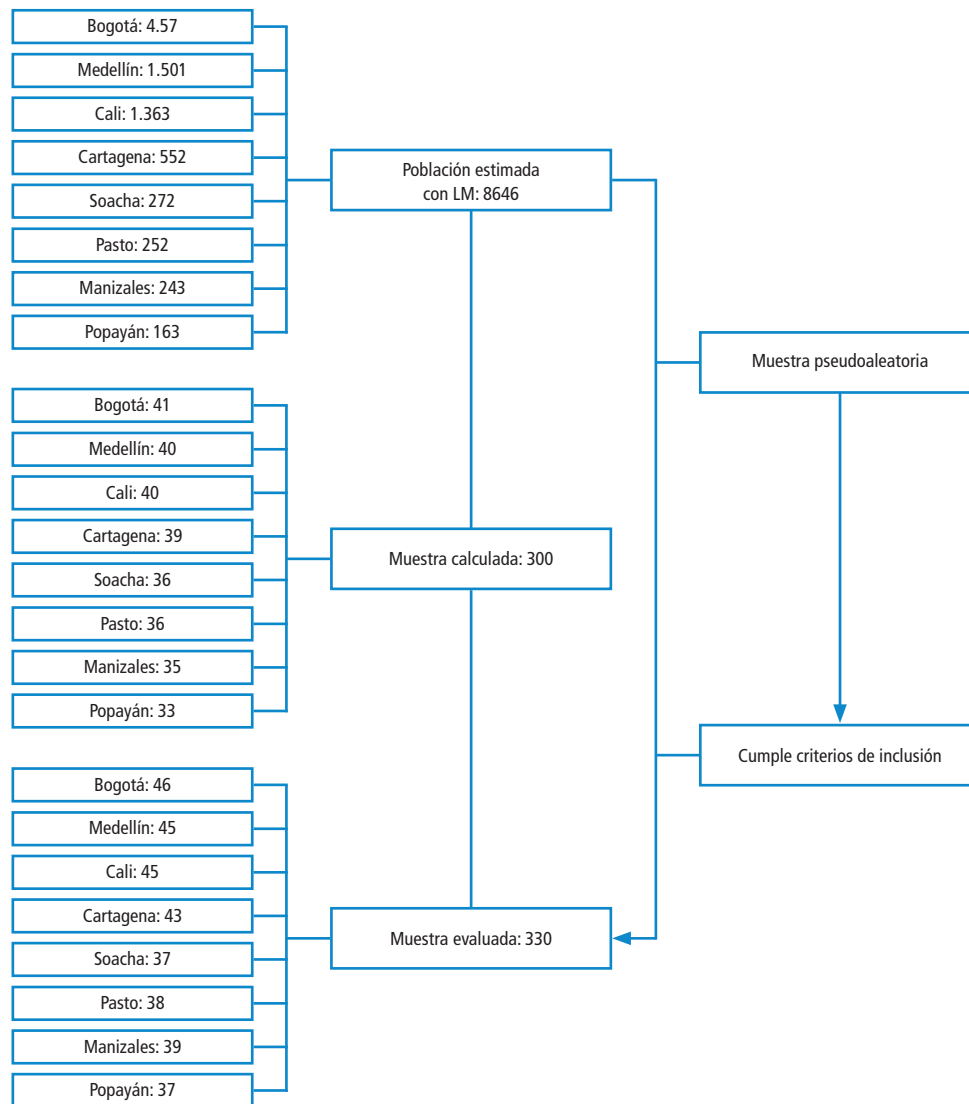 Bogotá: 4.57
Medellín: 1.501
Cali: 1.363
Cartagena: 552
Soacha: 272
Pasto: 252
Manizales: 243
Popayán: 163
Población estimada
con LM: 8646
Muestra pseudoaleatoria
Bogotá: 41
Medellín: 40
Cali: 40
Cartagena: 39
Soacha: 36
Pasto: 36
Manizales: 35
Popayán: 33
Muestra calculada: 300
Cumple criterios de inclusión
Bogotá: 46
Medellín: 45
Cali: 45
Cartagena: 43
Soacha: 37
Pasto: 38
Manizales: 39
Popayán: 37
Muestra evaluada: 330